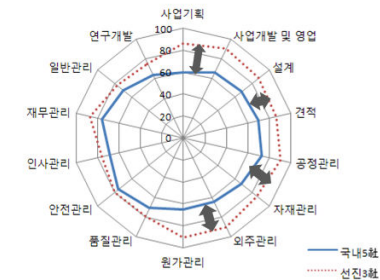 사업기획
사업개발 및 영업
설계
견적
공정관리
자재관리
외주관리
원가관리
품질관리
안전관리
인사관리
재무관리
일반관리
연구개발
100
80
60
40
20
0
국내5社
선진3社